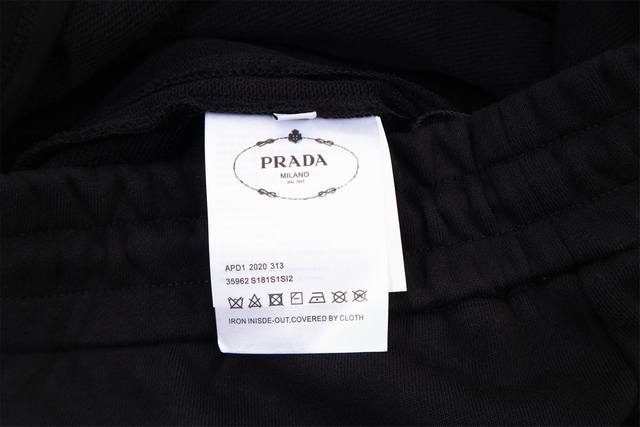 PRADA
MILANO
DAL 1913
APD1 2020 313
35962 S181S1SI2
IRON INISDE-OUT,COVERED BY CLOTH